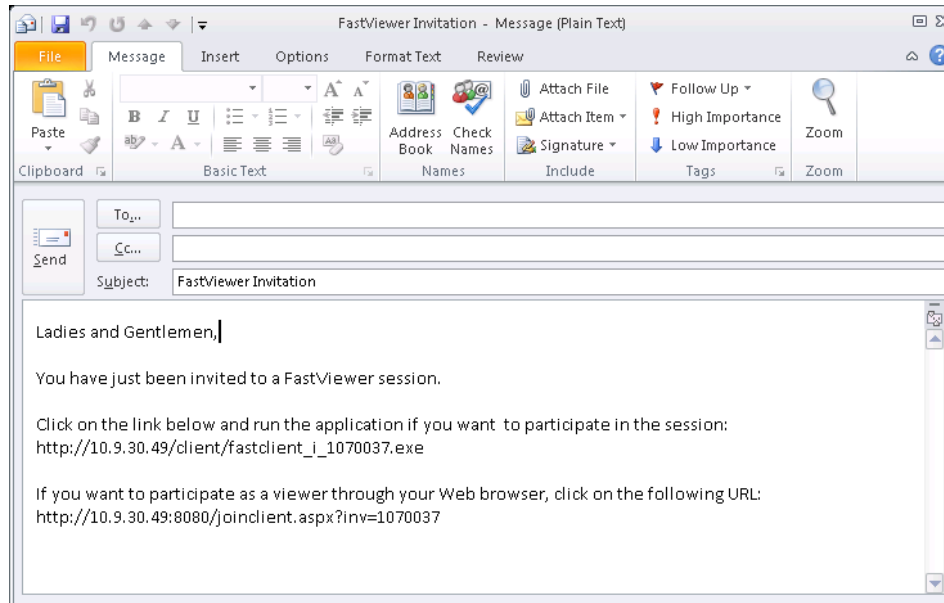 FastViewer Invitation - Message (Plain Text)
File Message Insert Options Format Text Review
Paste
Clipboard
B I U
Basic Text
Address Book
Check Names
Names
Attach File
Attach Item
Signature
Include
Follow Up
High Importance
Low Importance
Tags
Zoom
Zoom
Send
To...
Cc...
Subject: FastViewer Invitation
Ladies and Gentlemen,
You have just been invited to a FastViewer session.
Click on the link below and run the application if you want  to participate in the session:
http://10.9.30.49/client/fastclient_i_1070037.exe
If you want to participate as a viewer through your Web browser, click on the following URL:
http://10.9.30.49:8080/joinclient.aspx?inv=1070037